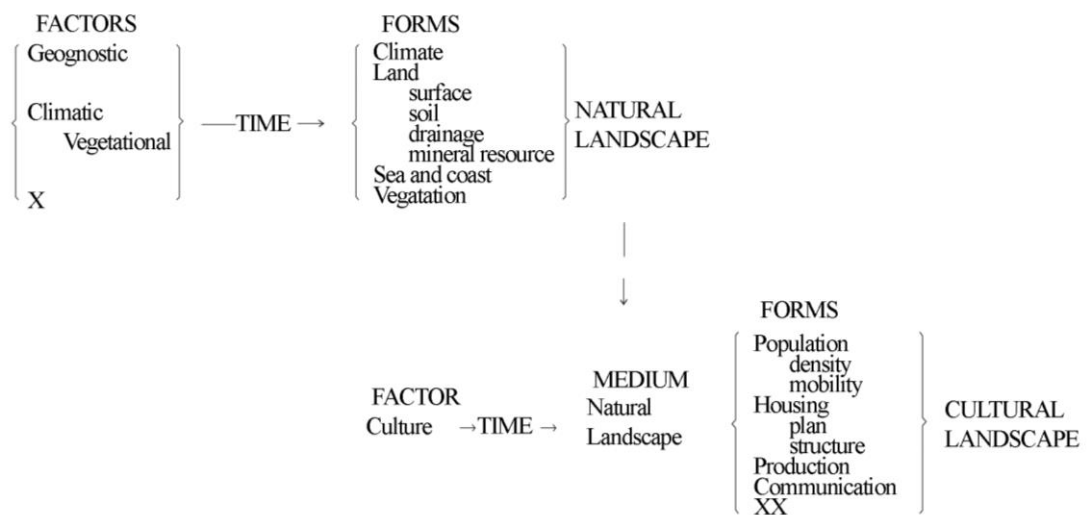 FACTORS
Geognostic
Climatic
Vegetational
X
TIME
FORMS
Climate
Land
surface
soil
drainage
mineral resource
Sea and coast
Vegatation
NATURAL
LANDSCAPE
FACTOR
Culture
TIME
MEDIUM
Natural
Landscape
FORMS
Population
density
mobility
Housing
plan
structure
Production
Communication
XX
CULTURAL
LANDSCAPE